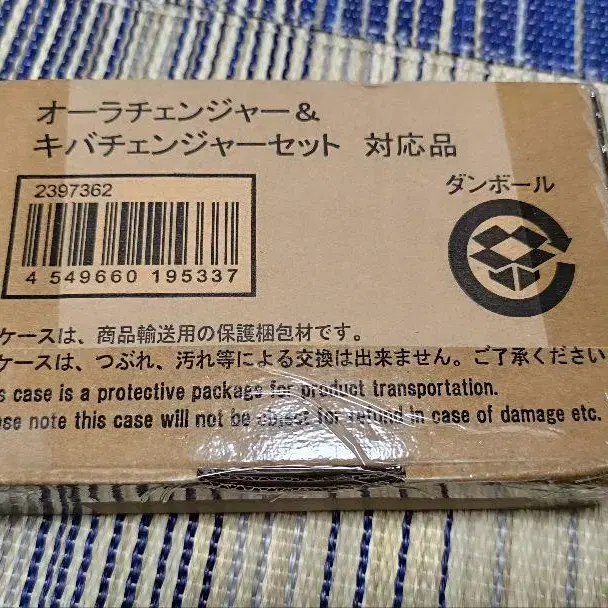 オーラチェンジャー＆
キバチェンジャーセット 対応品
2397362
4 549660 195337
ダンボール
ケースは、商品輸送用の保護梱包材です。
ケースは、つぶれ、汚れ等による交換は出来ません。ご了承ください
case is a protective package for product transportation.
note this case will not be object for refund in case of damage etc.